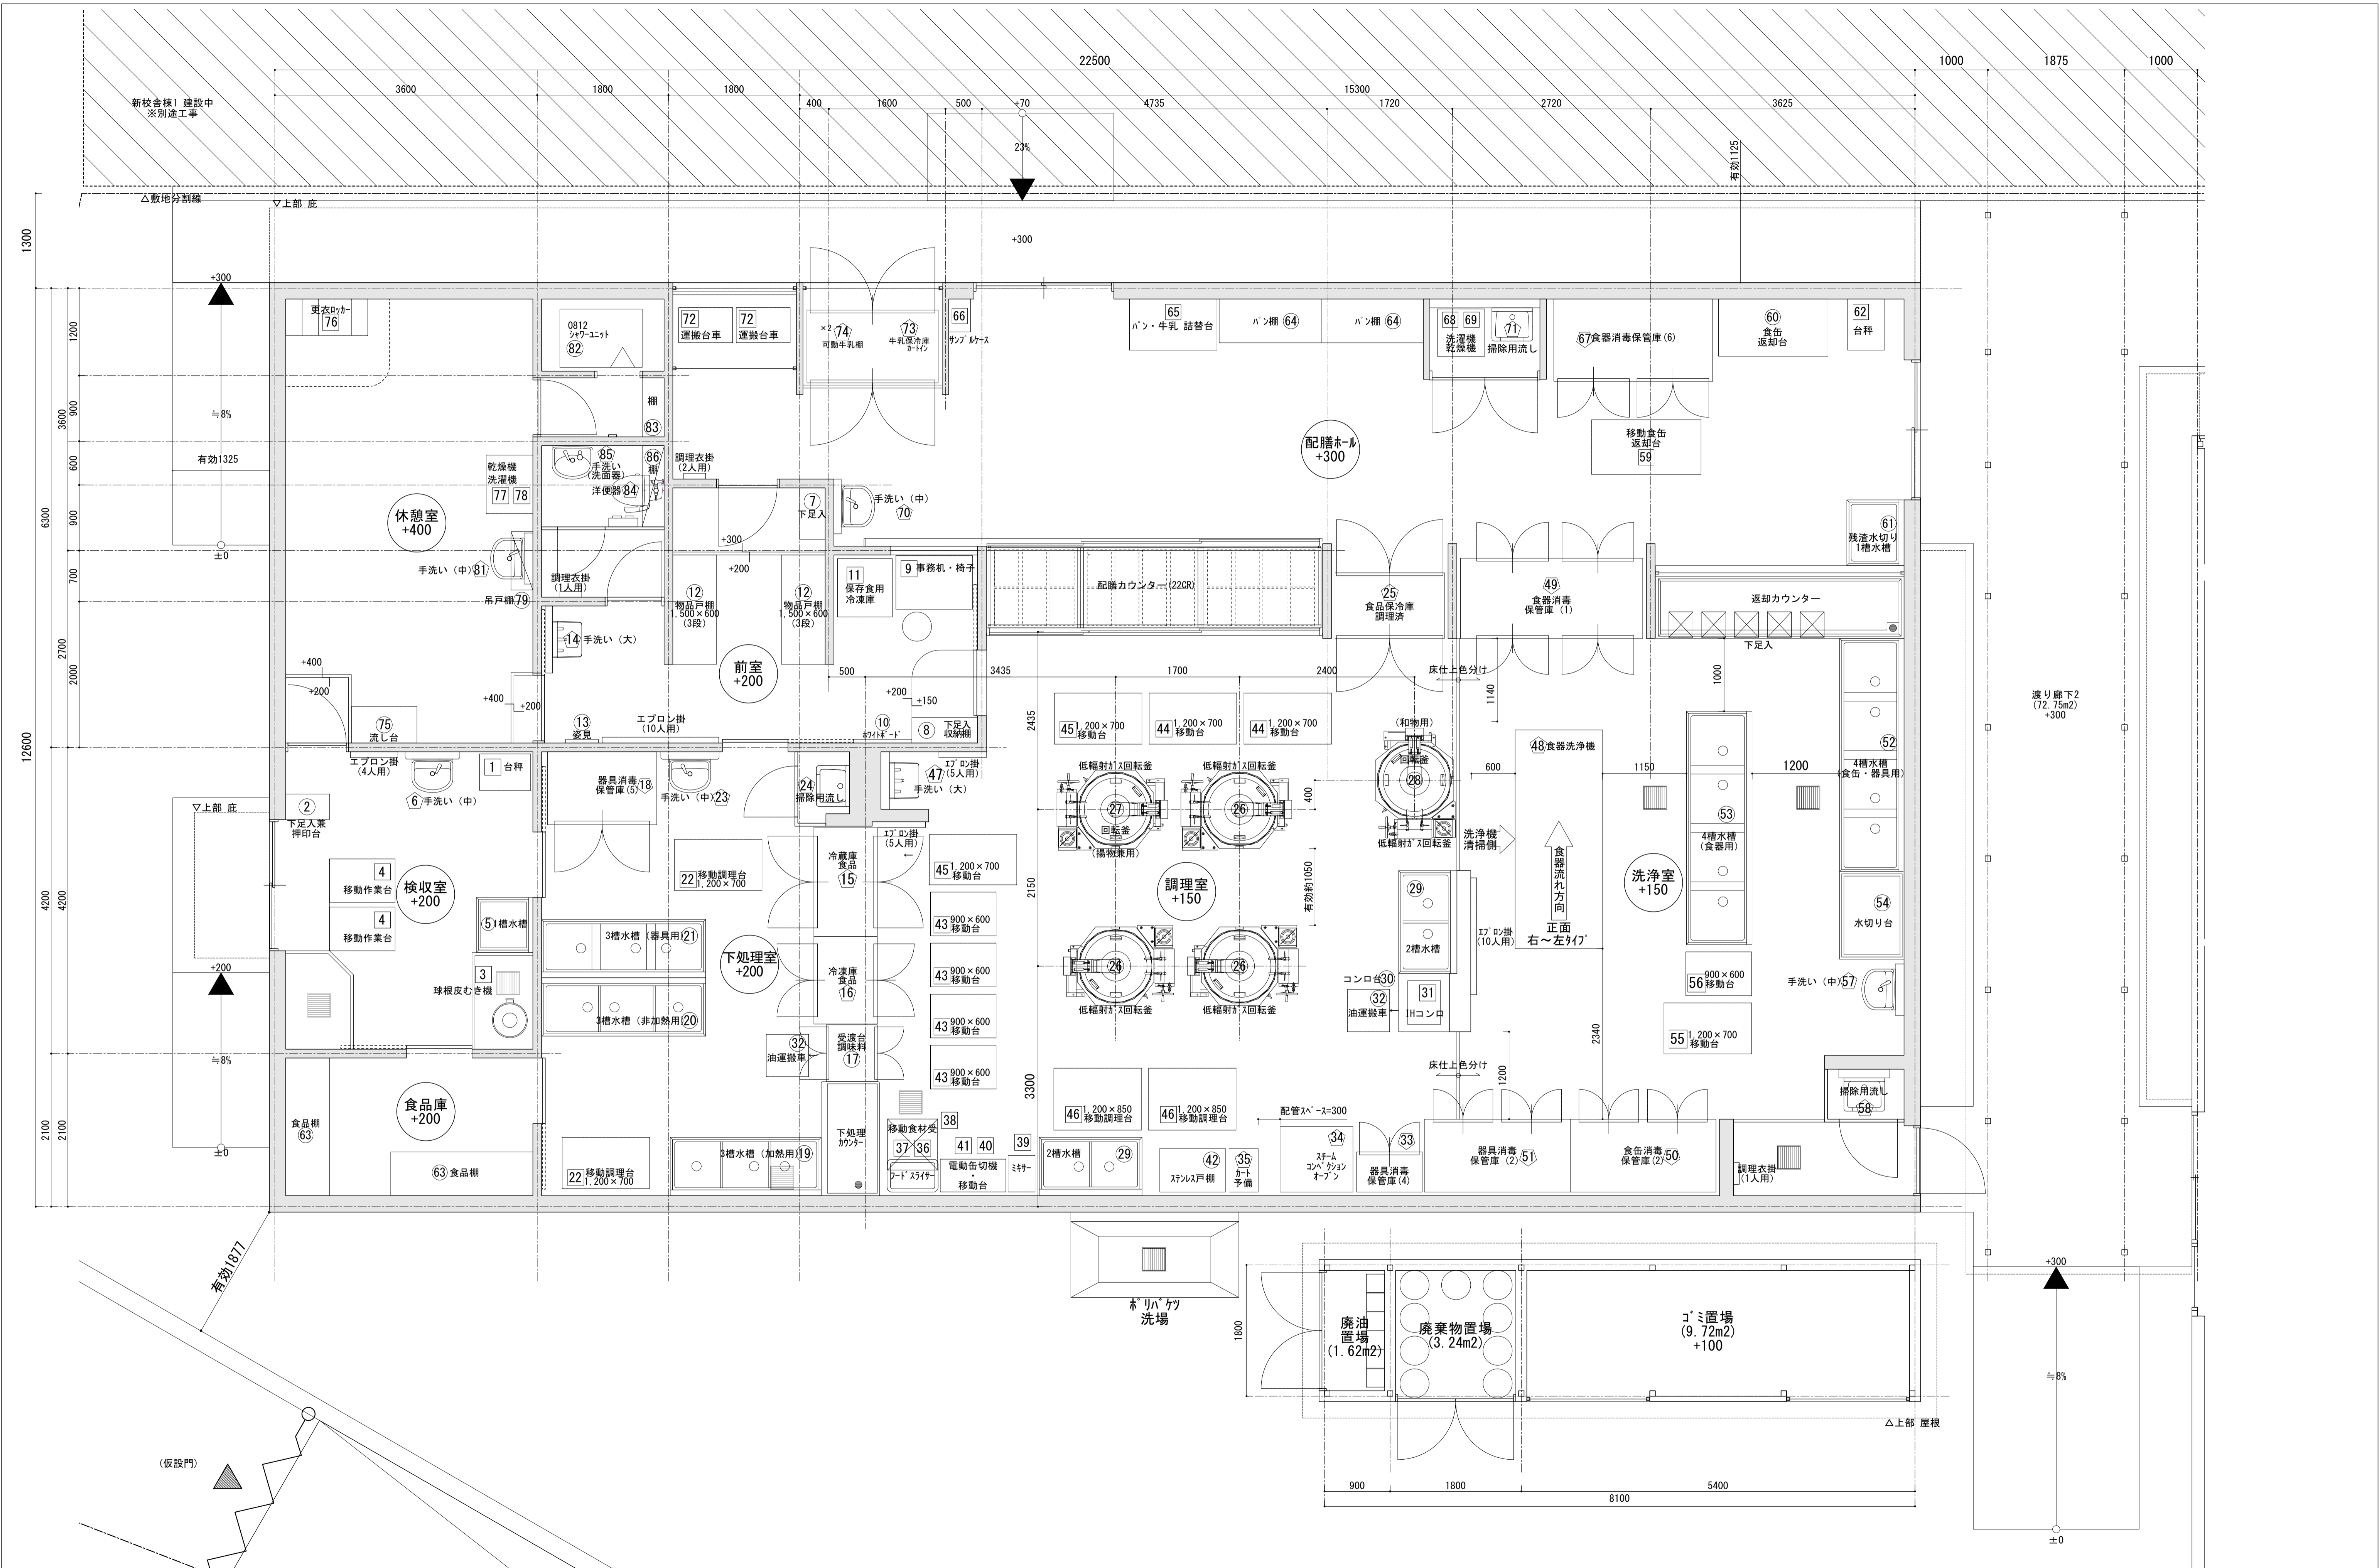 22500
1000
1875
1000
3600
1800
1800
15300
400
1600
500
+70
4735
1720
2720
3625
新校舎棟1 建設中
※別途工事
23%
有効1125
△敷地分割線
▽上部 庇
1300
+300
+300
更衣ロッカー
76
0812
シャワーユニット
82
72
運搬台車
72
運搬台車
×2
74
可動牛乳棚
73
牛乳保冷庫
カートイン
66
サンプルケース
65
パン・牛乳 詰替台
パン棚 64
パン棚 64
68 69
洗濯機
乾燥機
71
掃除用流し
67 食器消毒保管庫(6)
60
食缶
返却台
62
台秤
1200
900
3600
600
6300
900
700
2700
2000
12600
4200
4200
2100
2100
≒8%
有効1325
±0
棚
83
85
手洗い
(洗面器)
86
棚
洋便器 84
調理衣掛
(2人用)
乾燥機
洗濯機
77 78
休憩室
+400
手洗い（中）81
吊戸棚 79
調理衣掛
(1人用)
14 手洗い（大）
7
下足入
手洗い（中）
70
+300
+200
12
物品戸棚
1,500×600
(3段)
12
物品戸棚
1,500×600
(3段)
11
保存食用
冷凍庫
9 事務机・椅子
配膳カウンター(22CR)
配膳ホール
+300
移動食缶
返却台
59
61
残渣水切り
1槽水槽
25
食品保冷庫
調理済
49
食器消毒
保管庫 (1)
返却カウンター
下足入
前室
+200
+400
+200
+400
+200
75
流し台
13
姿見
エプロン掛
(10人用)
500
3435
1700
2400
+200
+150
10
ホワイトボード
8
下足入
収納棚
床仕上色分け
1140
1000
2435
渡り廊下2
(72.75m2)
+300
45 1,200×700
移動台
44 1,200×700
移動台
44 1,200×700
移動台
(和物用)
回転釜
28
低輻射ガス回転釜
48 食器洗浄機
600
1150
1200
52
4槽水槽
(食缶・器具用)
53
4槽水槽
(食器用)
エプロン掛
(4人用)
6 手洗い（中）
1 台秤
2
下足入兼
押印台
▽上部 庇
器具消毒
保管庫(5) 18
手洗い（中）23
24
掃除用流し
47
エプロン掛
(5人用)
手洗い（大）
エプロン掛
(5人用)
←
低輻射ガス回転釜
27
回転釜
(揚物兼用)
低輻射ガス回転釜
26
400
有効約1050
2150
洗浄機
清掃側
食器流れ方向
正面
右～左タイプ
洗浄室
+150
4
移動作業台
4
移動作業台
検収室
+200
5 1槽水槽
3
球根皮むき機
22 移動調理台
1,200×700
冷蔵庫
食品
15
45 1,200×700
移動台
43 900×600
移動台
43 900×600
移動台
43 900×600
移動台
43 900×600
移動台
調理室
+150
3槽水槽（器具用）21
3槽水槽（非加熱用）20
下処理室
+200
冷凍庫
食品
16
26
低輻射ガス回転釜
26
低輻射ガス回転釜
29
2槽水槽
エプロン掛
(10人用)
コンロ台 30
32
油運搬車
←
31
IHコンロ
54
水切り台
56 900×600
移動台
手洗い（中）57
55 1,200×700
移動台
2340
+200
≒8%
±0
32
油運搬車
←
受渡台
調味料
17
食品庫
+200
食品棚
63
63 食品棚
22 移動調理台
1,200×700
3槽水槽（加熱用）19
下処理
カウンター
移動食材受
37 36
フードスライサー
38
41 40
電動缶切機
・
移動台
39
ミキサー
3300
46 1,200×850
移動調理台
46 1,200×850
移動調理台
2槽水槽 29
42
ステンレス戸棚
35
カート
予備
配管スペース=300
34
スチーム
コンベクション
オーブン
33
器具消毒
保管庫(4)
床仕上色分け
1200
器具消毒
保管庫 (2) 51
食缶消毒
保管庫 (2) 50
調理衣掛
(1人用)
掃除用流し
58
有効1877
ポリバケツ
洗場
1800
廃油
置場
(1.62m2)
廃棄物置場
(3.24m2)
ゴミ置場
(9.72m2)
+100
△上部 屋根
+300
≒8%
±0
900
1800
5400
8100
(仮設門)